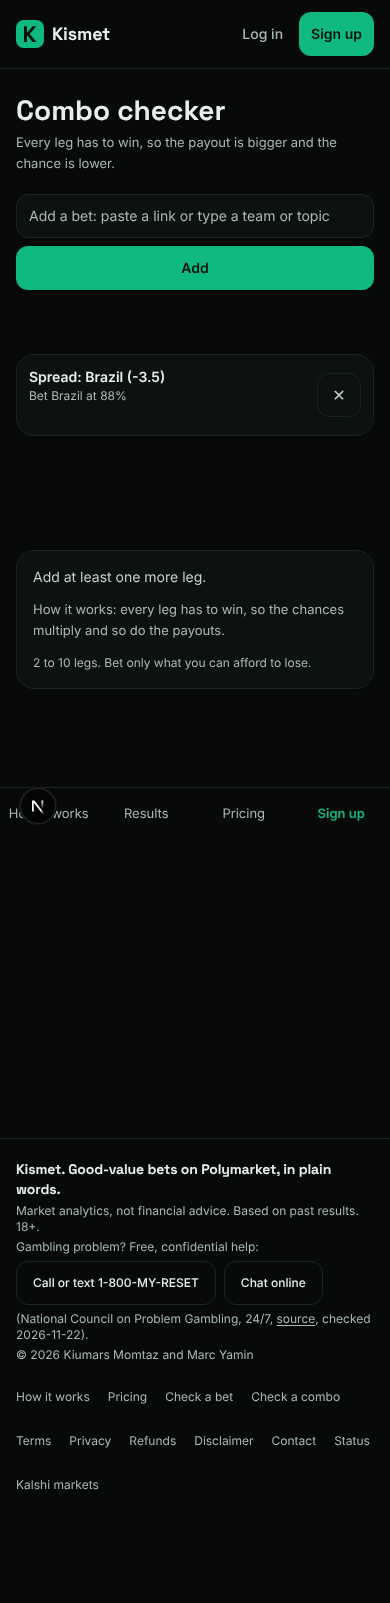 Kismet
Log in
Sign up
Combo checker
Every leg has to win, so the payout is bigger and the
chance is lower.
Add a bet: paste a link or type a team or topic
Add
Spread: Brazil (-3.5)
Bet Brazil at 88%
✕
Add at least one more leg.
How it works: every leg has to win, so the chances
multiply and so do the payouts.
2 to 10 legs. Bet only what you can afford to lose.
works
Results
Pricing
Sign up
Kismet. Good-value bets on Polymarket, in plain
words.
Market analytics, not financial advice. Based on past results.
18+.
Gambling problem? Free, confidential help:
Call or text 1-800-MY-RESET
Chat online
(National Council on Problem Gambling, 24/7, source, checked
2026-11-22).
© 2026 Kiumars Momtaz and Marc Yamin
How it works
Pricing
Check a bet
Check a combo
Terms
Privacy
Refunds
Disclaimer
Contact
Status
Kalshi markets